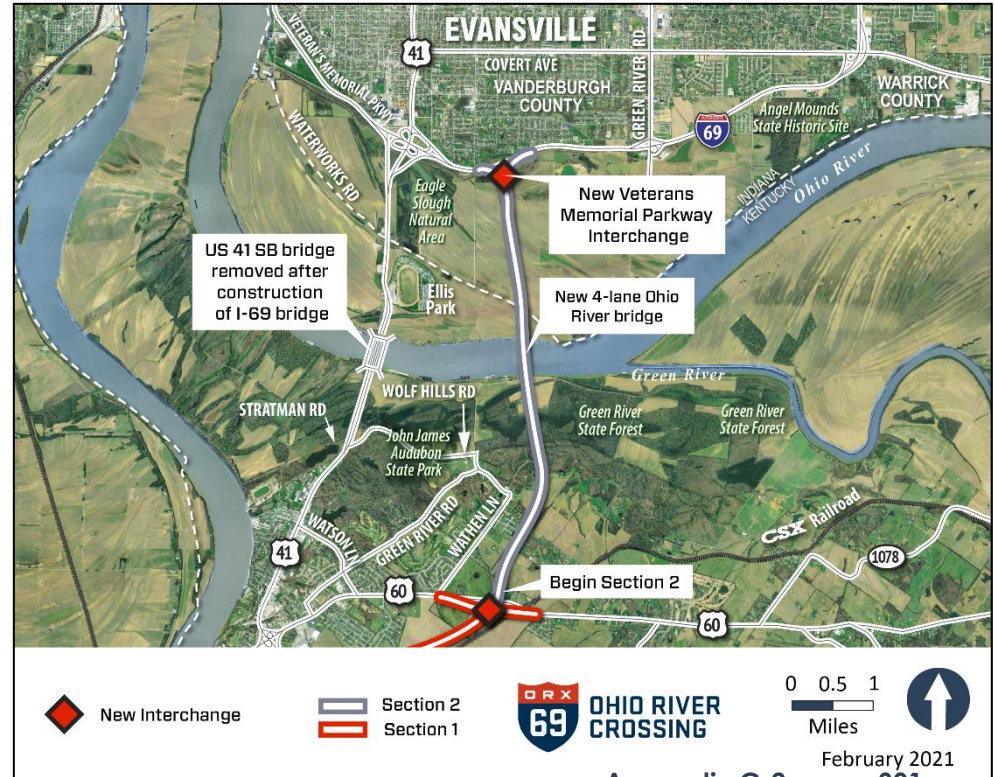 EVANSVILLE
41
COVERT AVE
VANDERBURGH
COUNTY
VETERAN'S MEMORIAL PKWY
GREEN RIVER RD
WARRICK
COUNTY
Angel Mounds
State Historic Site
69
WATERWORKS RD
Eagle
Slough
Natural
Area
New Veterans
Memorial Parkway
Interchange
INDIANA
KENTUCKY
Ohio River
US 41 SB bridge
removed after
construction
of I-69 bridge
Ellis
Park
New 4-lane Ohio
River bridge
Green River
STRATMAN RD
WOLF HILLS RD
John James
Audubon
State Park
Green River
State Forest
Green River
State Forest
WATSON LN
GREEN RIVER RD
WATHEN LN
CSX Railroad
41
1078
60
Begin Section 2
60
New Interchange
Section 2
Section 1
ORX
69
OHIO RIVER
CROSSING
0 0.5 1
Miles
February 2021